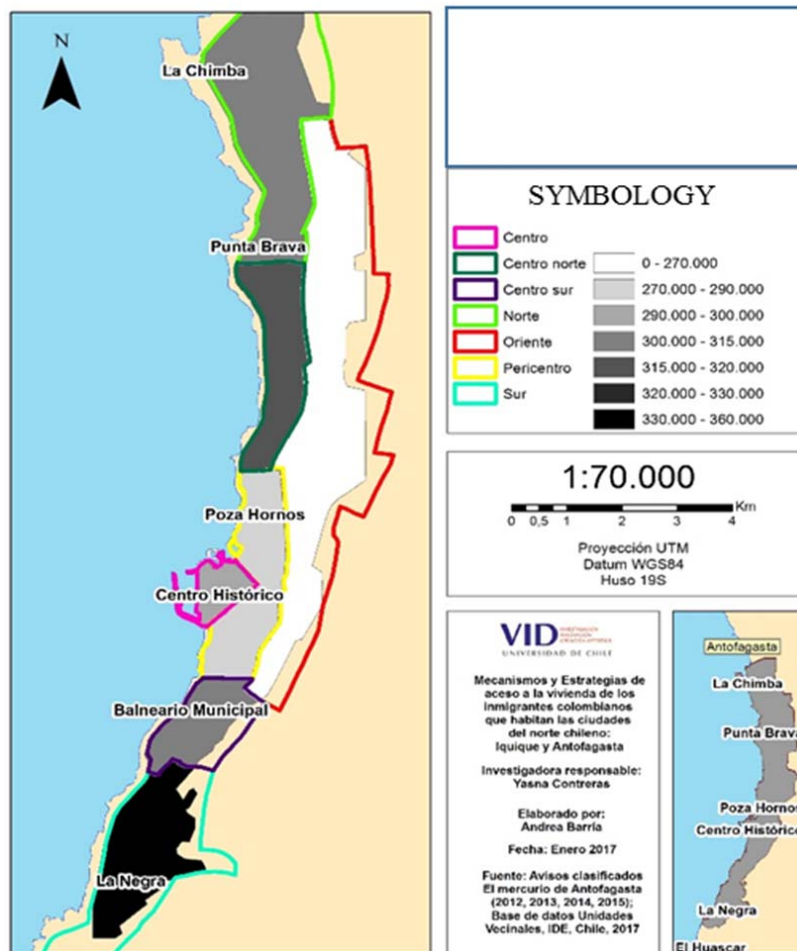 N
La Chimba
Punta Brava
Poza Hornos
Centro Histórico
Balneario Municipal
La Negra
SYMBOLOGY
Centro
Centro norte
Centro sur
Norte
Oriente
Pericentro
Sur
0 - 270.000
270.000 - 290.000
290.000 - 300.000
300.000 - 315.000
315.000 - 320.000
320.000 - 330.000
330.000 - 360.000
1:70.000
Km
0 0,5 1 2 3 4
Proyección UTM
Datum WGS84
Huso 19S
VID
UNIVERSIDAD DE CHILE
Mecanismos y Estrategias de
aceso a la vivienda de los
inmigrantes colombianos
que habitan las ciudades
del norte chileno:
Iquique y Antofagasta
Investigadora responsable:
Yasna Contreras
Elaborado por:
Andrea Barría
Fecha: Enero 2017
Fuente: Avisos clasificados
El mercurio de Antofagasta
(2012, 2013, 2014, 2015);
Base de datos Unidades
Vecinales, IDE, Chile, 2017
Antofagasta
La Chimba
Punta Brava
Poza Hornos
Centro Histórico
La Negra
El Huascar